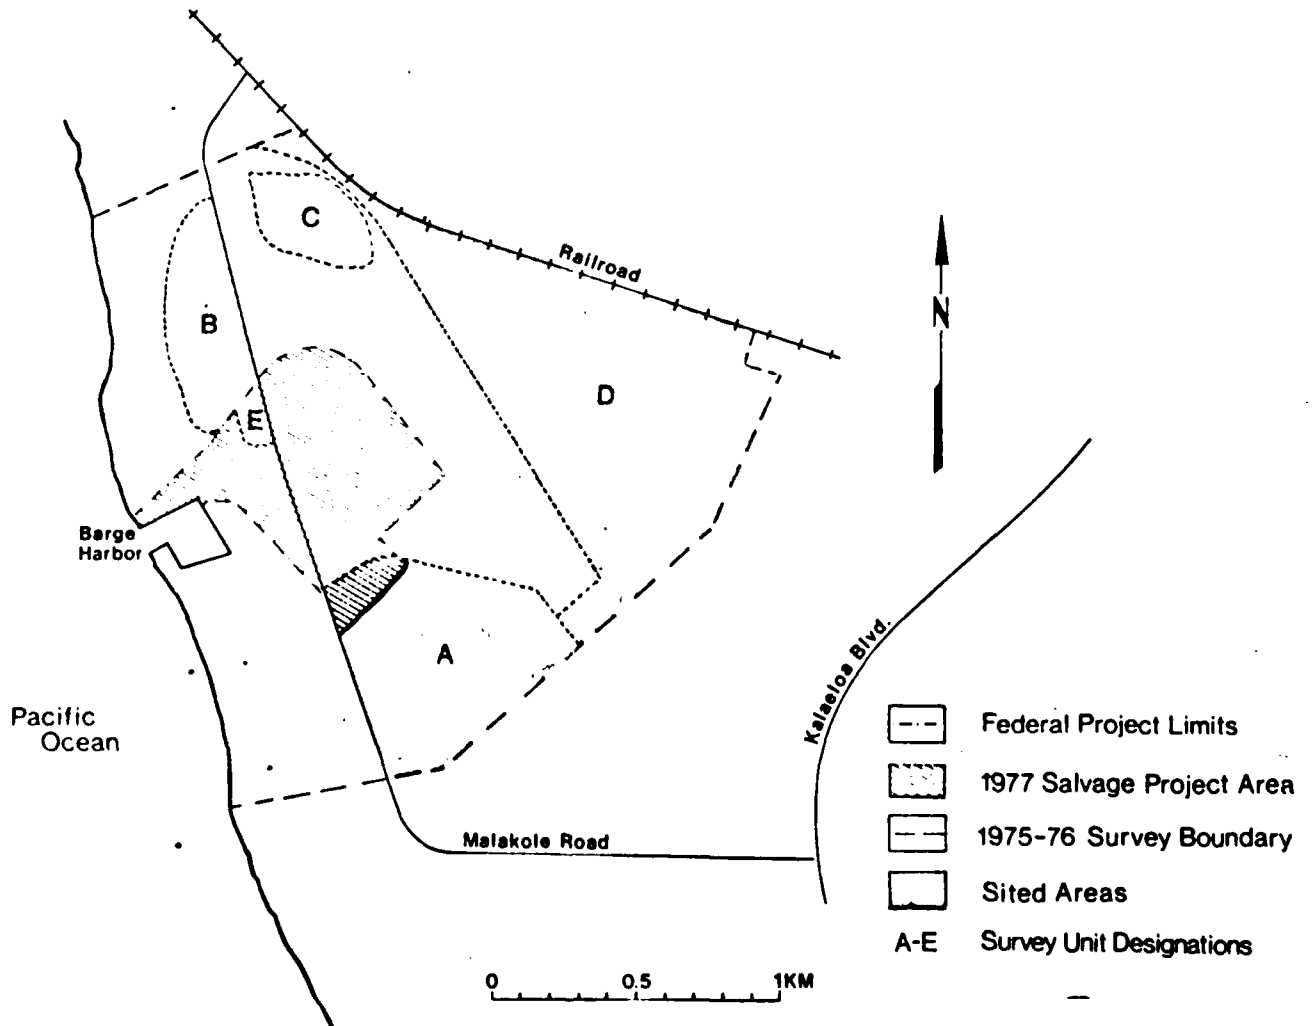 C
Railroad
N
B
D
E
Barge
Harbor
A
Kalaeloa Blvd.
Pacific
Ocean
Malakole Road
Federal Project Limits
1977 Salvage Project Area
1975-76 Survey Boundary
Sited Areas
A-E Survey Unit Designations
0 0.5 1KM